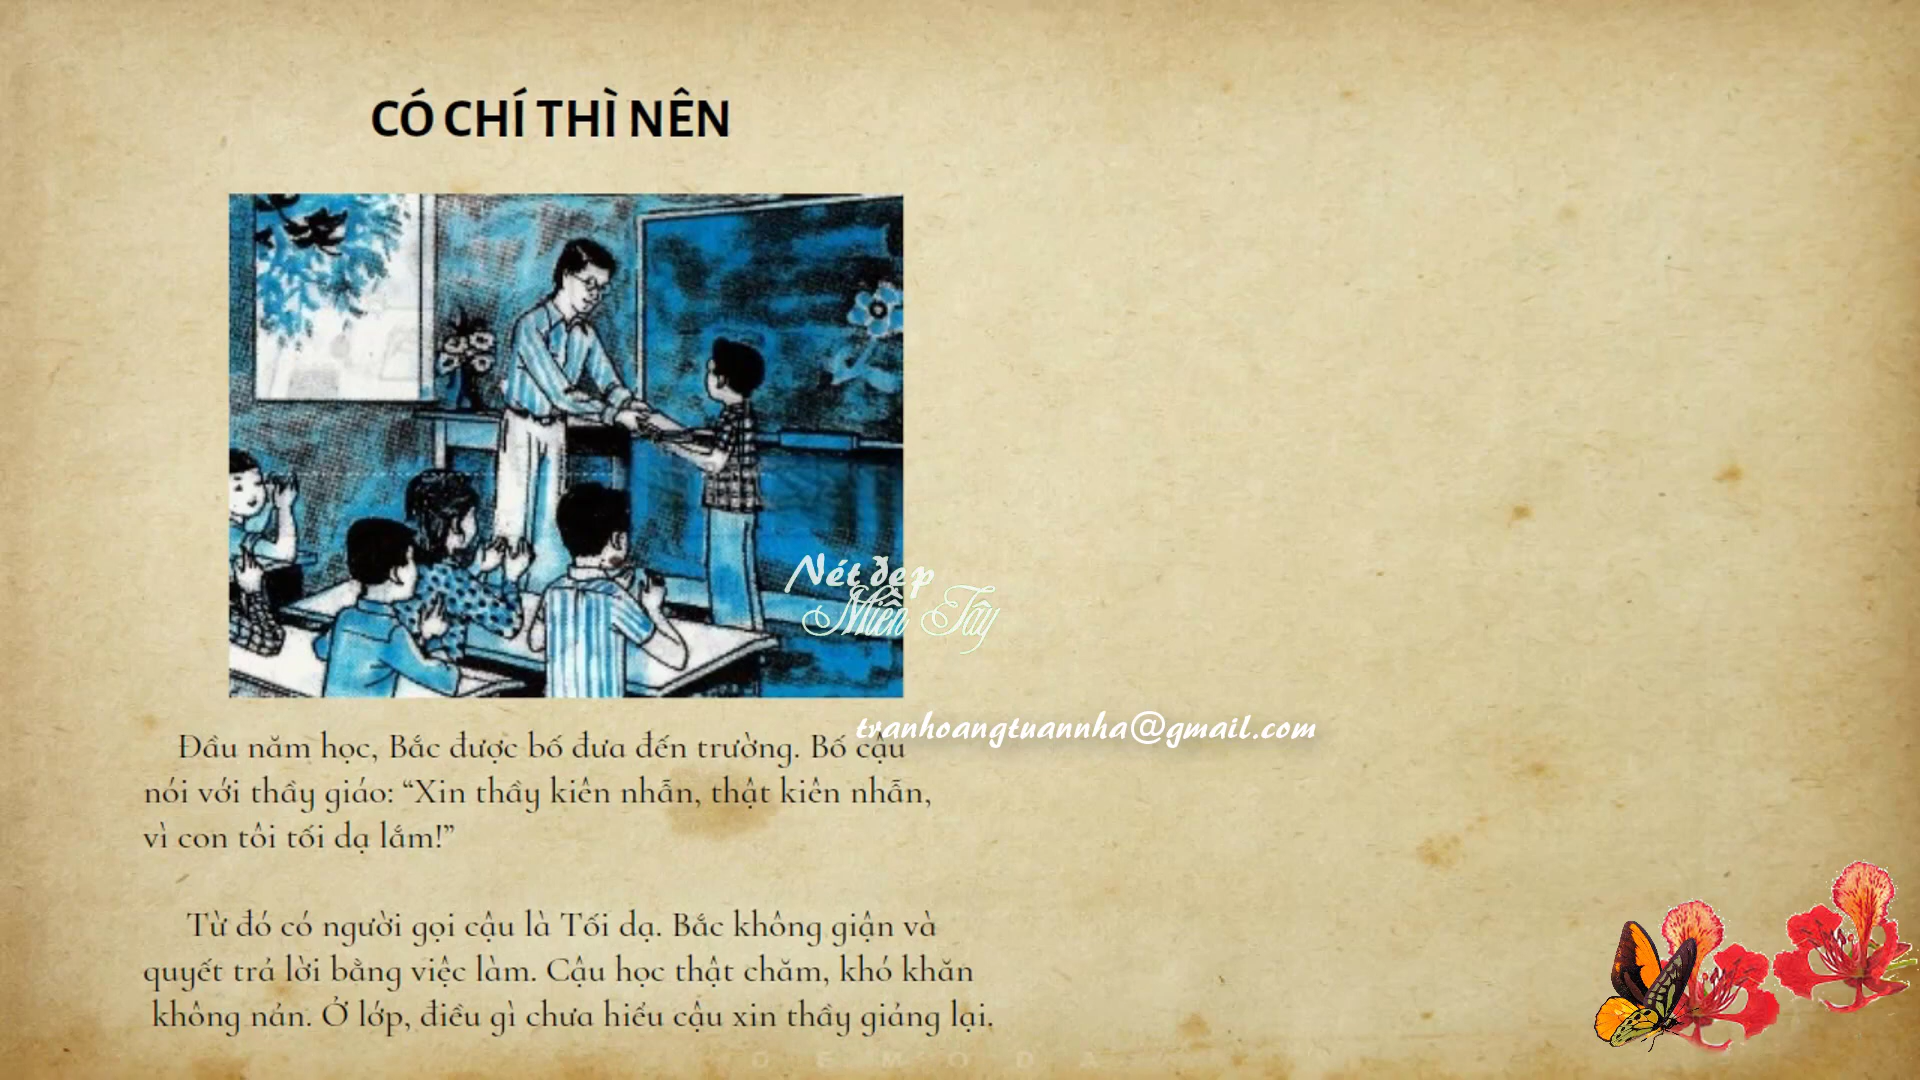 CÓ CHÍ THÌ NÊN
Nét đẹp
Miền Tây
tranhoangtuannha@gmail.com
Đầu năm học, Bắc được bố đưa đến trường. Bố cậu
nói với thầy giáo: “Xin thầy kiên nhẫn, thật kiên nhẫn,
vì con tôi tối dạ lắm!”
Từ đó có người gọi cậu là Tối dạ. Bắc không giận và
quyết trả lời bằng việc làm. Cậu học thật chăm, khó khăn
không nản. Ở lớp, điều gì chưa hiểu cậu xin thầy giảng lại.